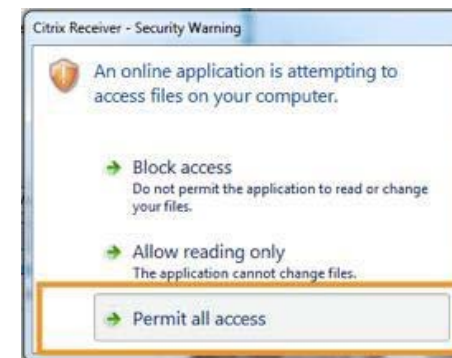 Citrix Receiver - Security Warning
An online application is attempting to
access files on your computer.
Block access
Do not permit the application to read or change
your files.
Allow reading only
The application cannot change files.
Permit all access